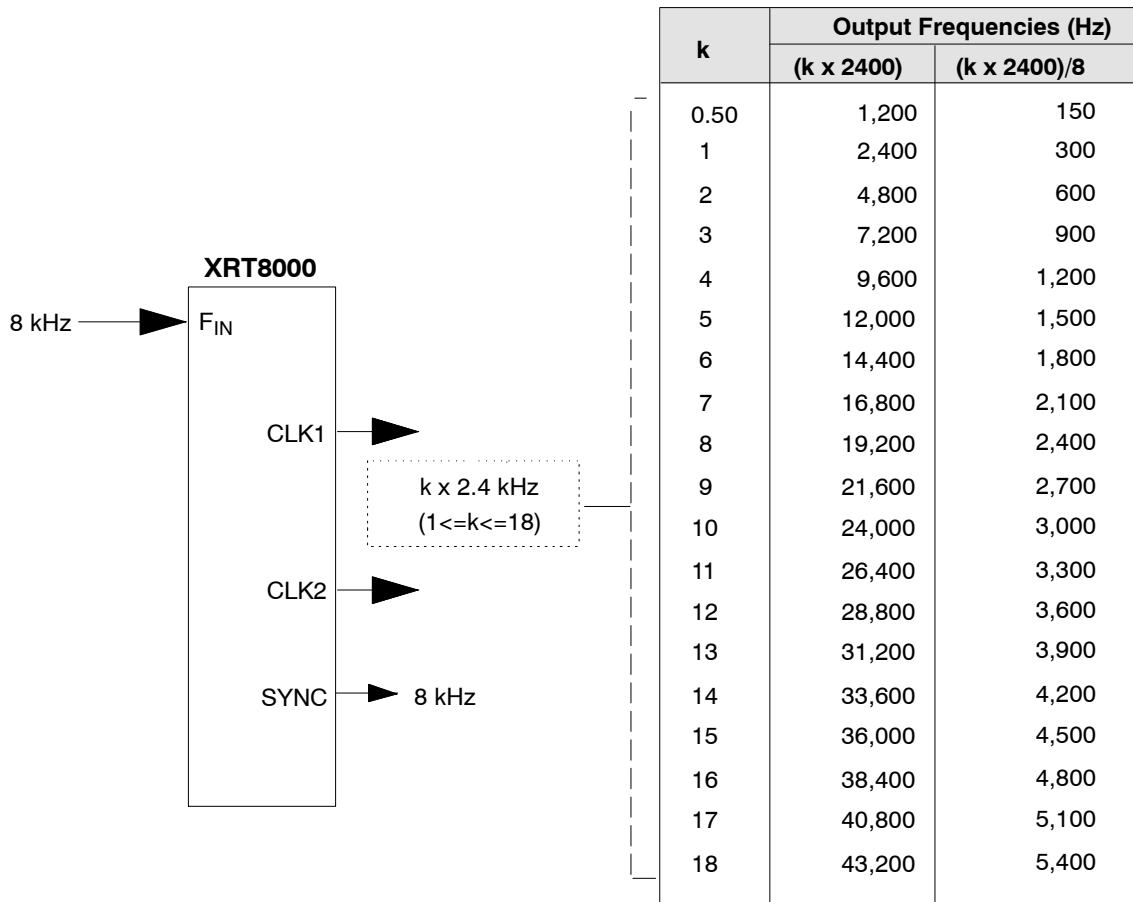 XRT8000
8 kHz
F_IN
CLK1
k x 2.4 kHz
(1<=k<=18)
CLK2
SYNC
8 kHz
k Output Frequencies (Hz)
(k x 2400) (k x 2400)/8
0.50 1,200 150
1 2,400 300
2 4,800 600
3 7,200 900
4 9,600 1,200
5 12,000 1,500
6 14,400 1,800
7 16,800 2,100
8 19,200 2,400
9 21,600 2,700
10 24,000 3,000
11 26,400 3,300
12 28,800 3,600
13 31,200 3,900
14 33,600 4,200
15 36,000 4,500
16 38,400 4,800
17 40,800 5,100
18 43,200 5,400